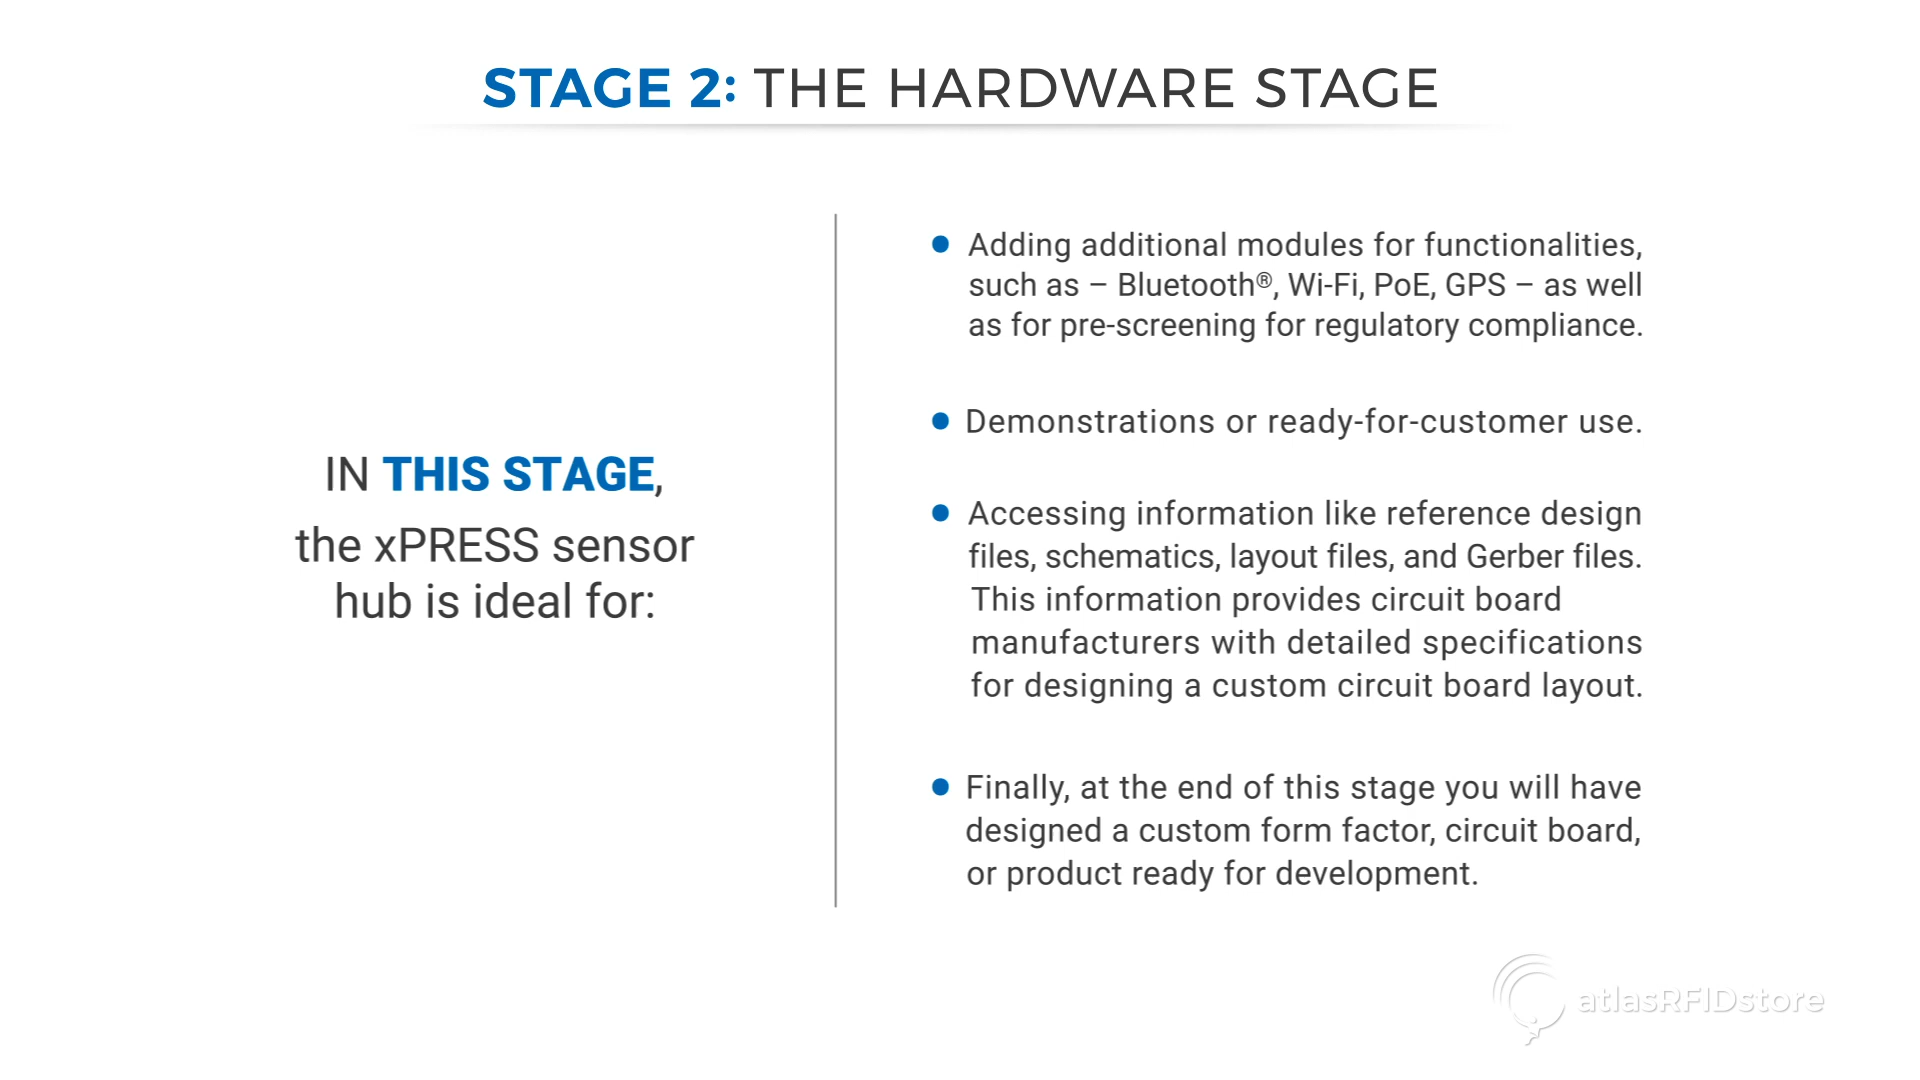 STAGE 2: THE HARDWARE STAGE
IN THIS STAGE,
the xPRESS sensor
hub is ideal for:
Adding additional modules for functionalities,
such as – Bluetooth®, Wi-Fi, PoE, GPS – as well
as for pre-screening for regulatory compliance.
Demonstrations or ready-for-customer use.
Accessing information like reference design
files, schematics, layout files, and Gerber files.
This information provides circuit board
manufacturers with detailed specifications
for designing a custom circuit board layout.
Finally, at the end of this stage you will have
designed a custom form factor, circuit board,
or product ready for development.
atlasRFIDstore